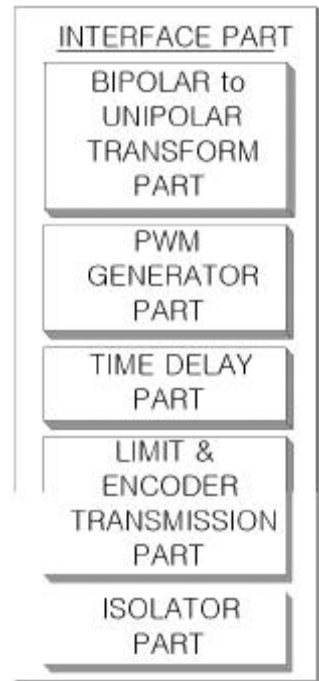 INTERFACE PART
BIPOLAR to
UNIPOLAR
TRANSFORM
PART
PWM
GENERATOR
PART
TIME DELAY
PART
LIMIT &
ENCODER
TRANSMISSION
PART
ISOLATOR
PART